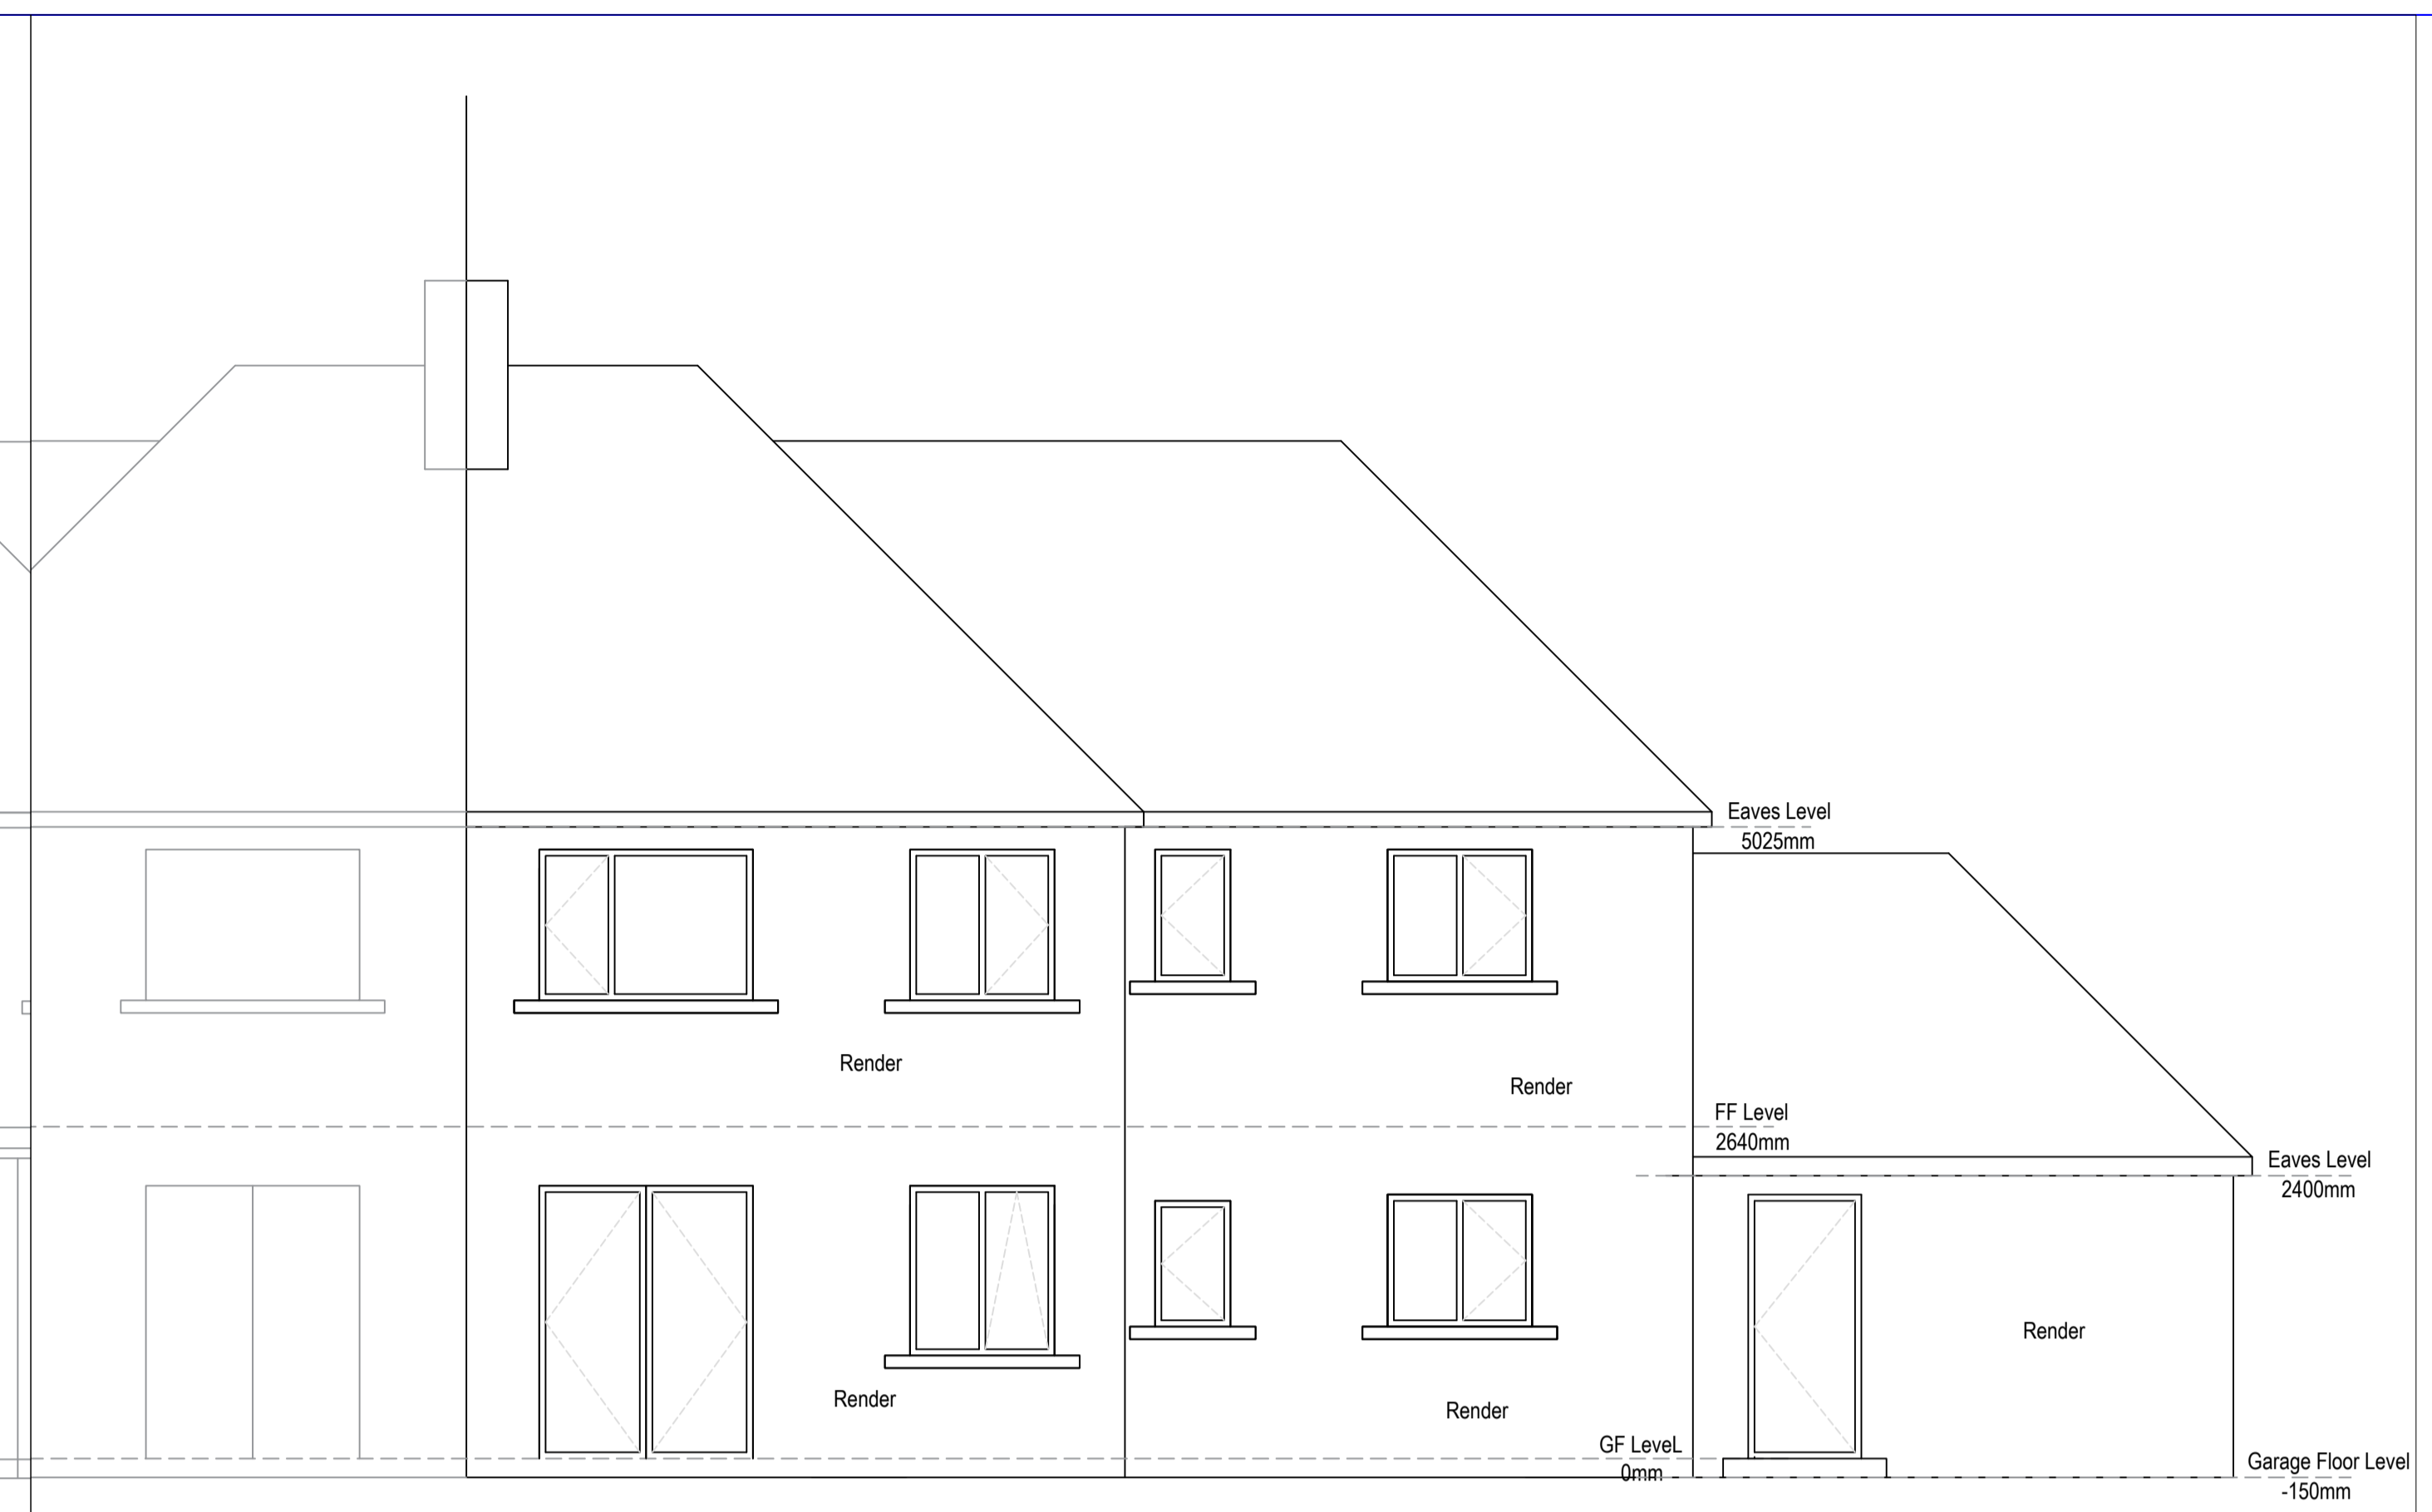 Eaves Level
5025mm
Render
Render
FF Level
2640mm
Eaves Level
2400mm
Render
Render
Render
GF LeveL
0mm
Garage Floor Level
-150mm